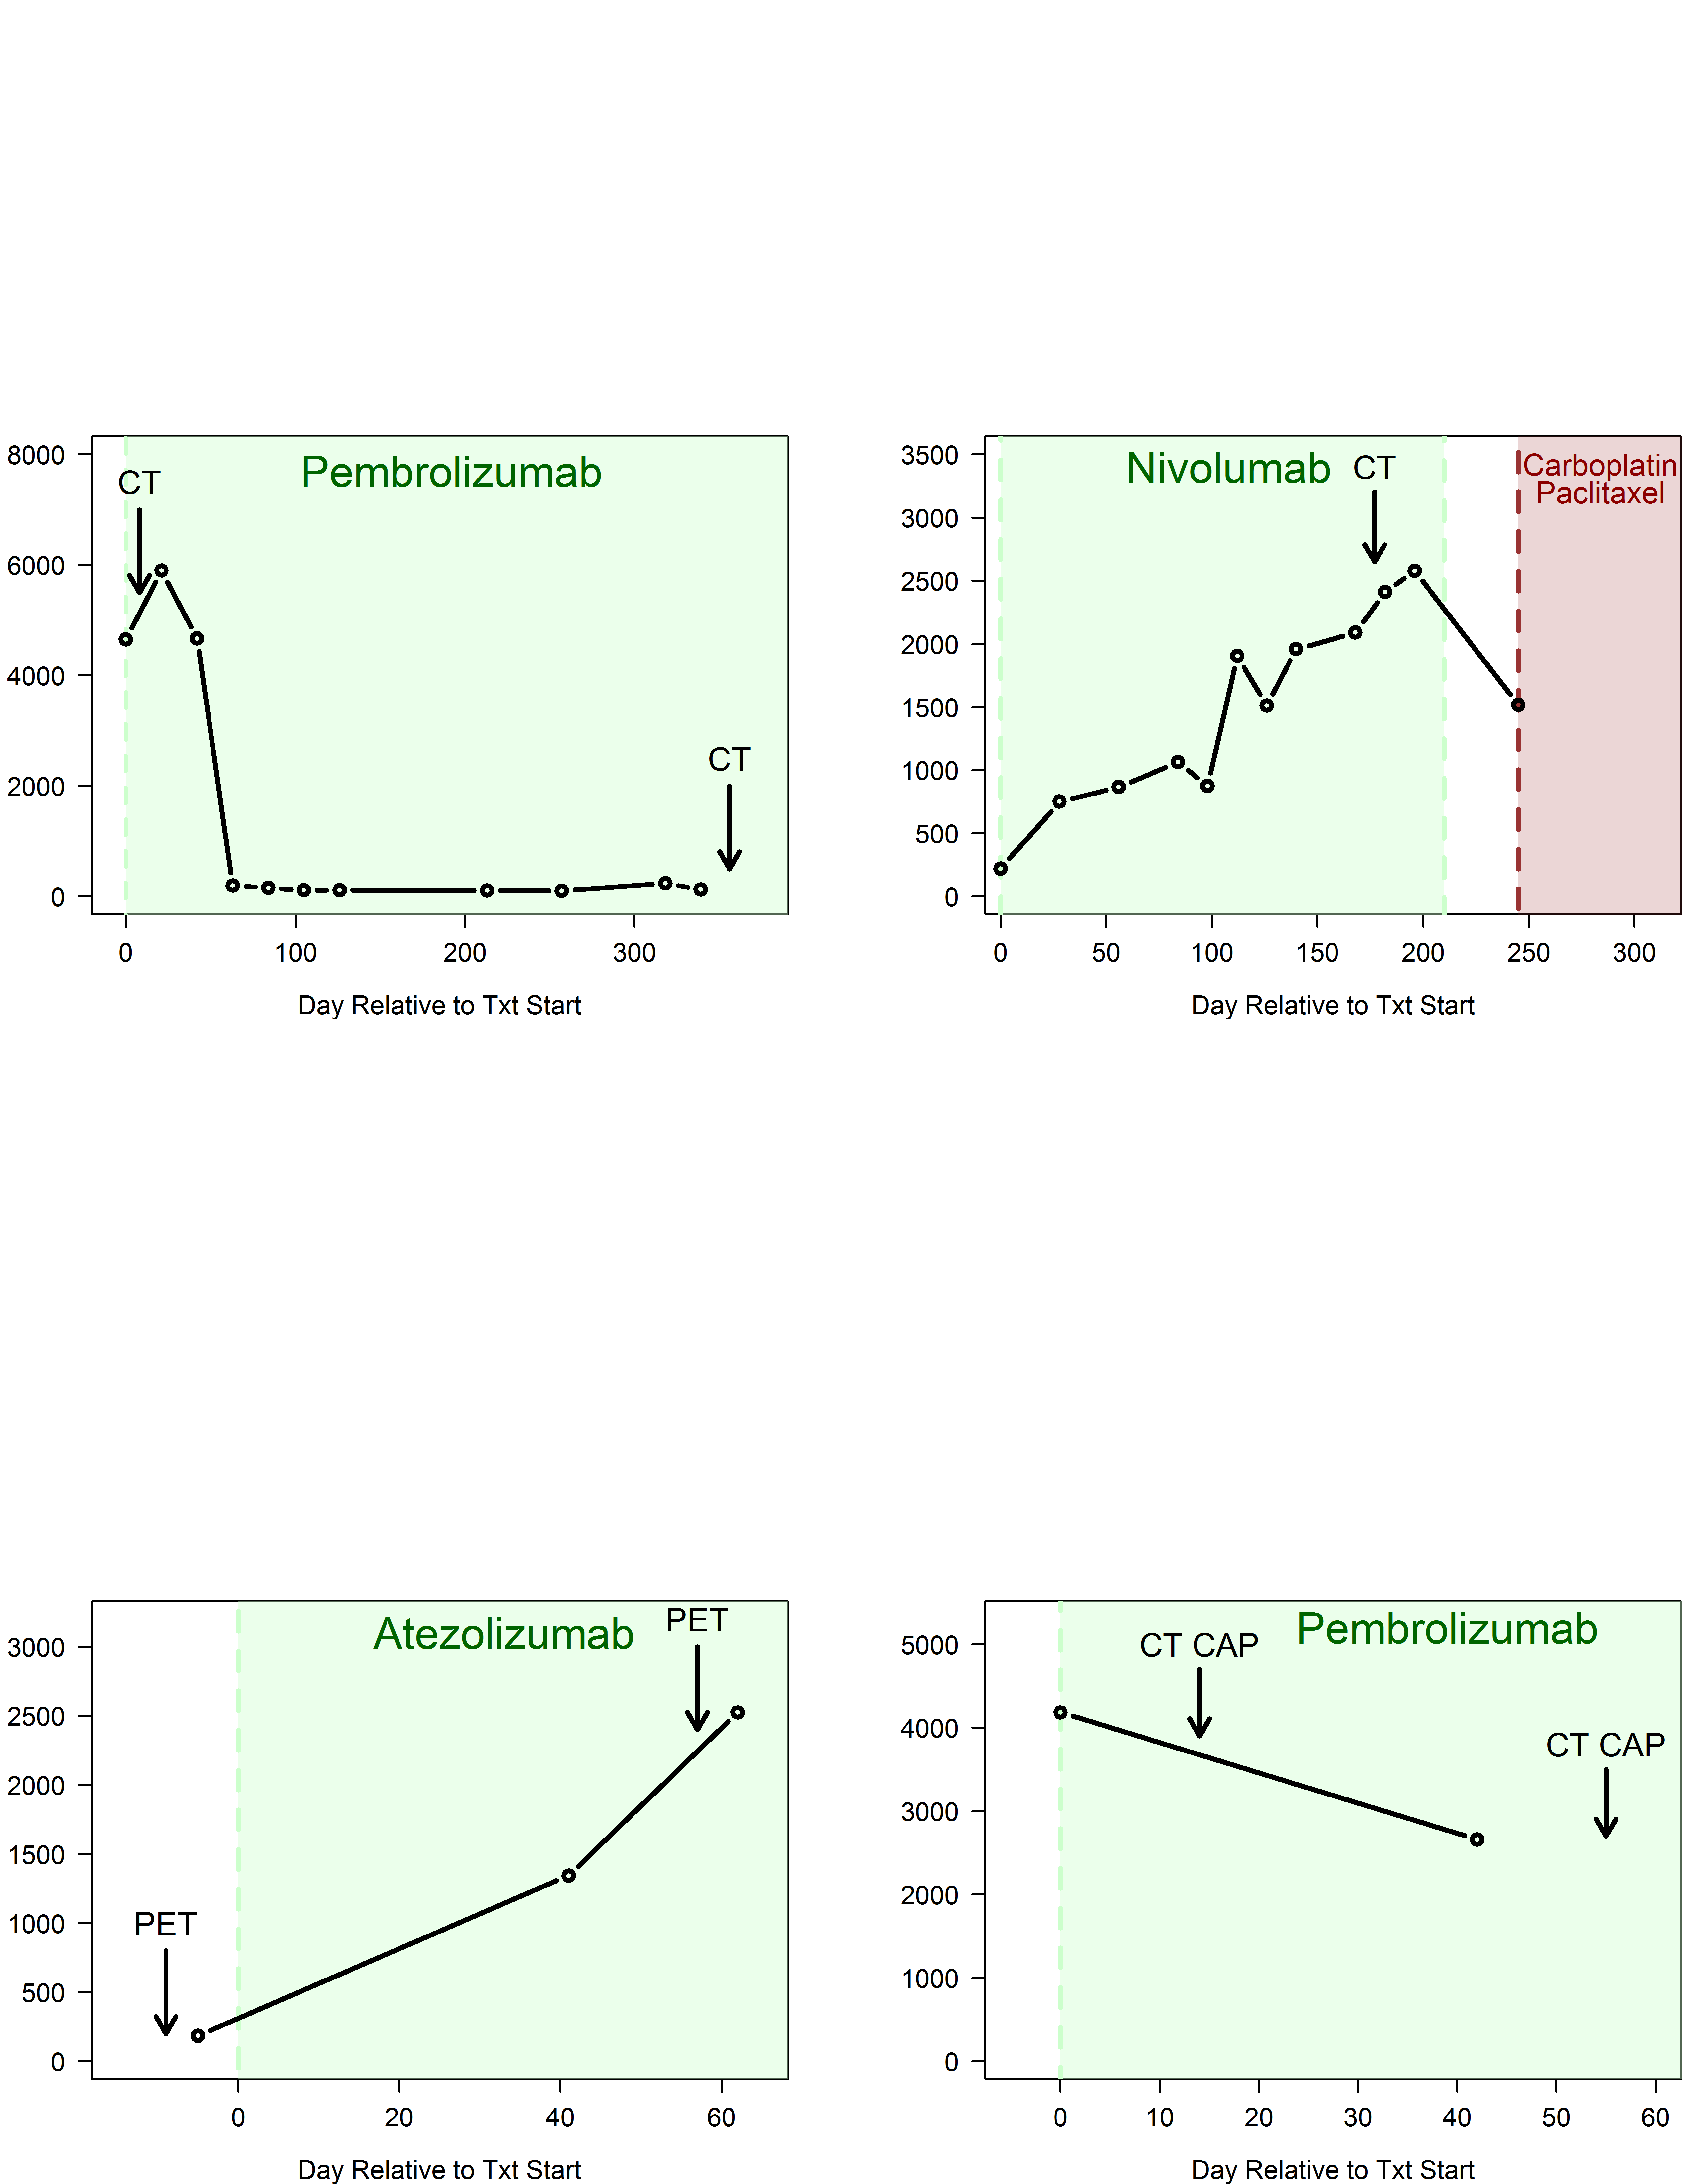 8000
6000
4000
2000
0
CT
Pembrolizumab
CT
0 100 200 300
Day Relative to Txt Start
3500
3000
2500
2000
1500
1000
500
0
Nivolumab
CT
Carboplatin
Paclitaxel
0 50 100 150 200 250 300
Day Relative to Txt Start
3000
2500
2000
1500
1000
500
0
Atezolizumab
PET
PET
0 20 40 60
Day Relative to Txt Start
5000
4000
3000
2000
1000
0
Pembrolizumab
CT CAP
CT CAP
0 10 20 30 40 50 60
Day Relative to Txt Start